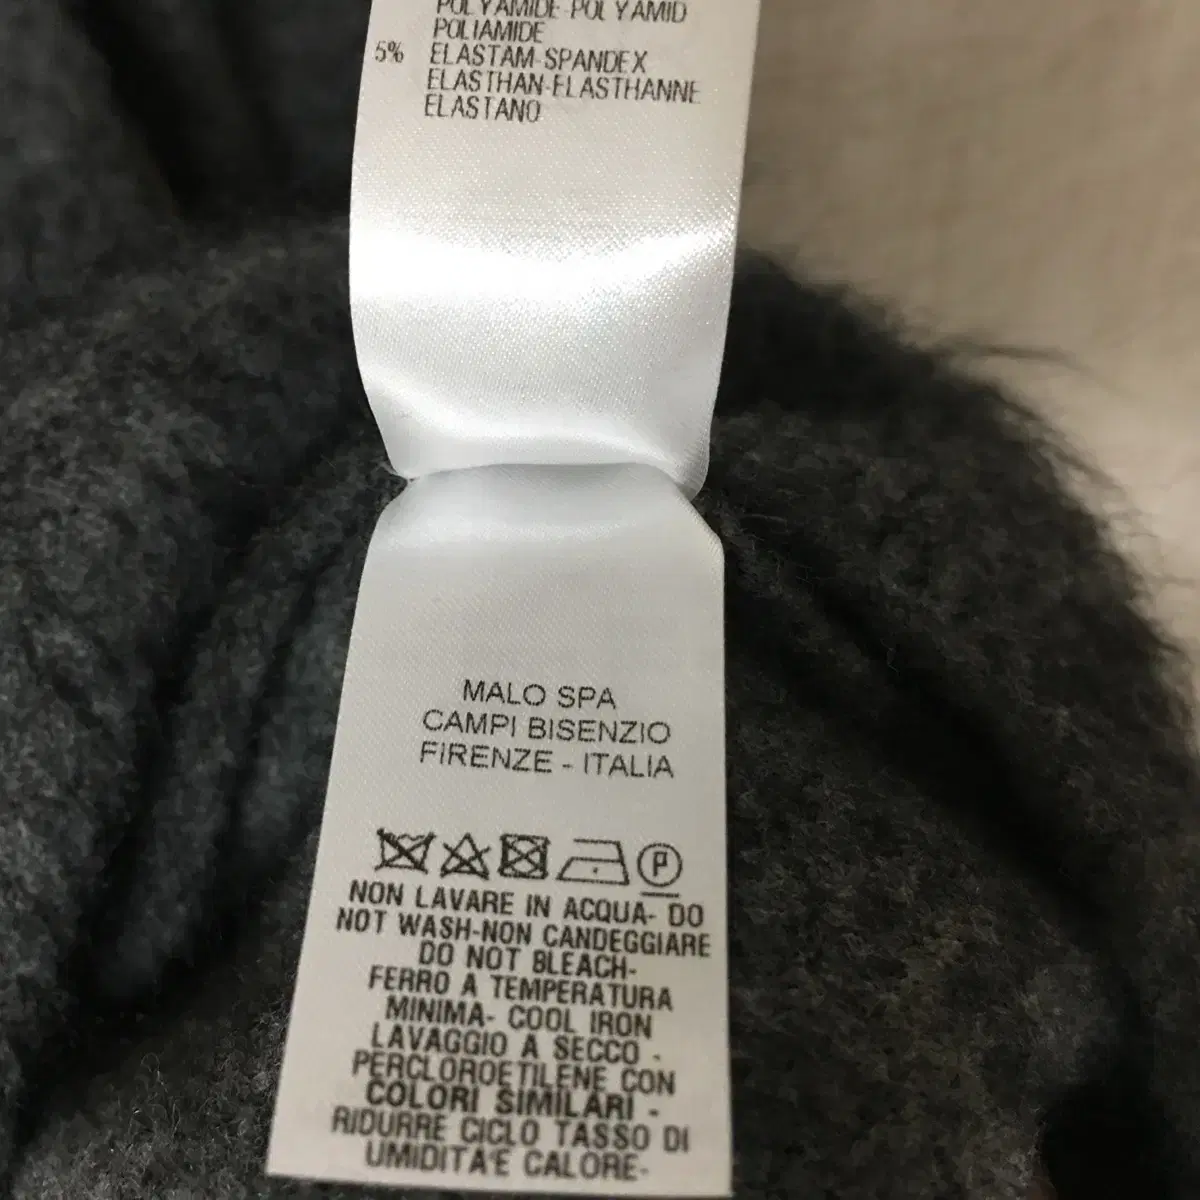 POLYAMIDE-POLYAMID
POLIAMIDE
5% ELASTAM-SPANDEX
ELASTHAN-ELASTHANNE
ELASTANO
MALO SPA
CAMPI BISENZIO
FIRENZE - ITALIA
P
NON LAVARE IN ACQUA- DO
NOT WASH-NON CANDEGGIARE
DO NOT BLEACH-
FERRO A TEMPERATURA
MINIMA- COOL IRON
LAVAGGIO A SECCO -
PERCLOROETILENE CON
COLORI SIMILARI -
RIDURRE CICLO TASSO DI
UMIDITA'E CALORE-